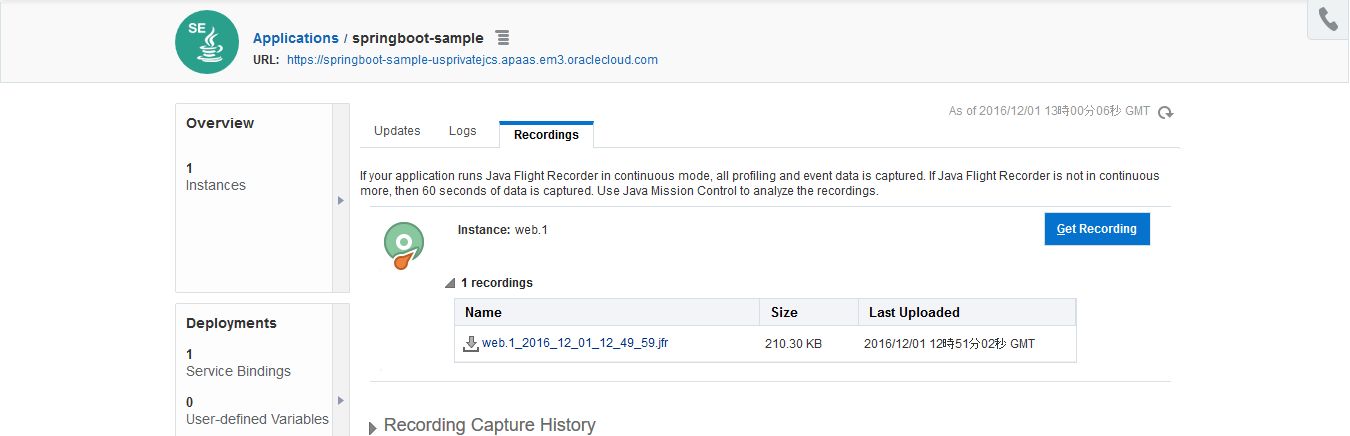 SE
Applications / springboot-sample
URL: https://springboot-sample-usprivatejcs.apaas.em3.oraclecloud.com
As of 2016/12/01 13時00分06秒 GMT
Overview
1
Instances
Deployments
1
Service Bindings
0
User-defined Variables
Updates Logs Recordings
If your application runs Java Flight Recorder in continuous mode, all profiling and event data is captured. If Java Flight Recorder is not in continuous
more, then 60 seconds of data is captured. Use Java Mission Control to analyze the recordings.
Instance: web.1
Get Recording
1 recordings
Name Size Last Uploaded
web.1_2016_12_01_12_49_59.jfr 210.30 KB 2016/12/01 12時51分02秒 GMT
Recording Capture History